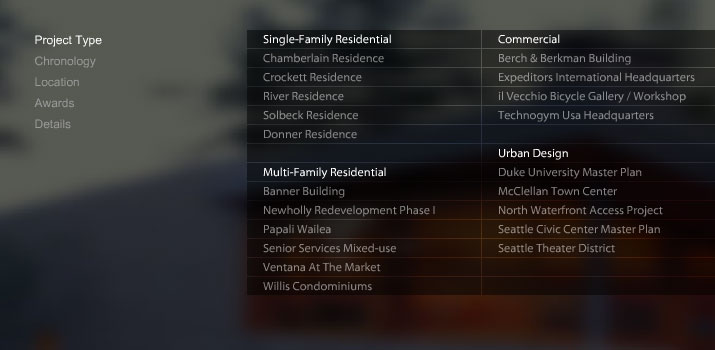 Project Type
Chronology
Location
Awards
Details
Single-Family Residential
Chamberlain Residence
Crockett Residence
River Residence
Solbeck Residence
Donner Residence
Multi-Family Residential
Banner Building
Newholly Redevelopment Phase I
Papali Wailea
Senior Services Mixed-use
Ventana At The Market
Willis Condominiums
Commercial
Berch & Berkman Building
Expeditors International Headquarters
il Vecchio Bicycle Gallery / Workshop
Technogym Usa Headquarters
Urban Design
Duke University Master Plan
McClellan Town Center
North Waterfront Access Project
Seattle Civic Center Master Plan
Seattle Theater District